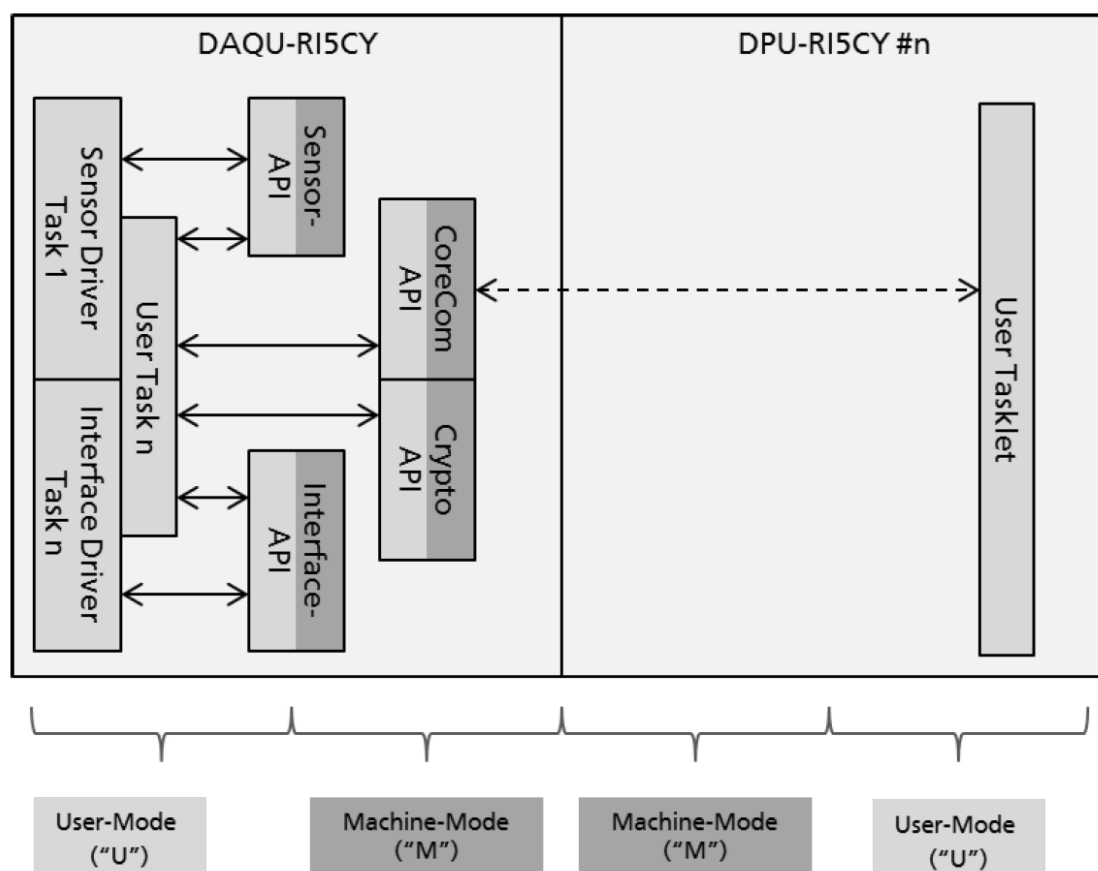 DAQU-RI5CY
DPU-RI5CY #n
Sensor Driver
Task 1
Interface Driver
Task n
User Task n
Sensor-
API
CoreCom
API
Crypto
API
Interface-
API
User Tasklet
User-Mode
(“U”)
Machine-Mode
(“M”)
Machine-Mode
(“M”)
User-Mode
(“U”)